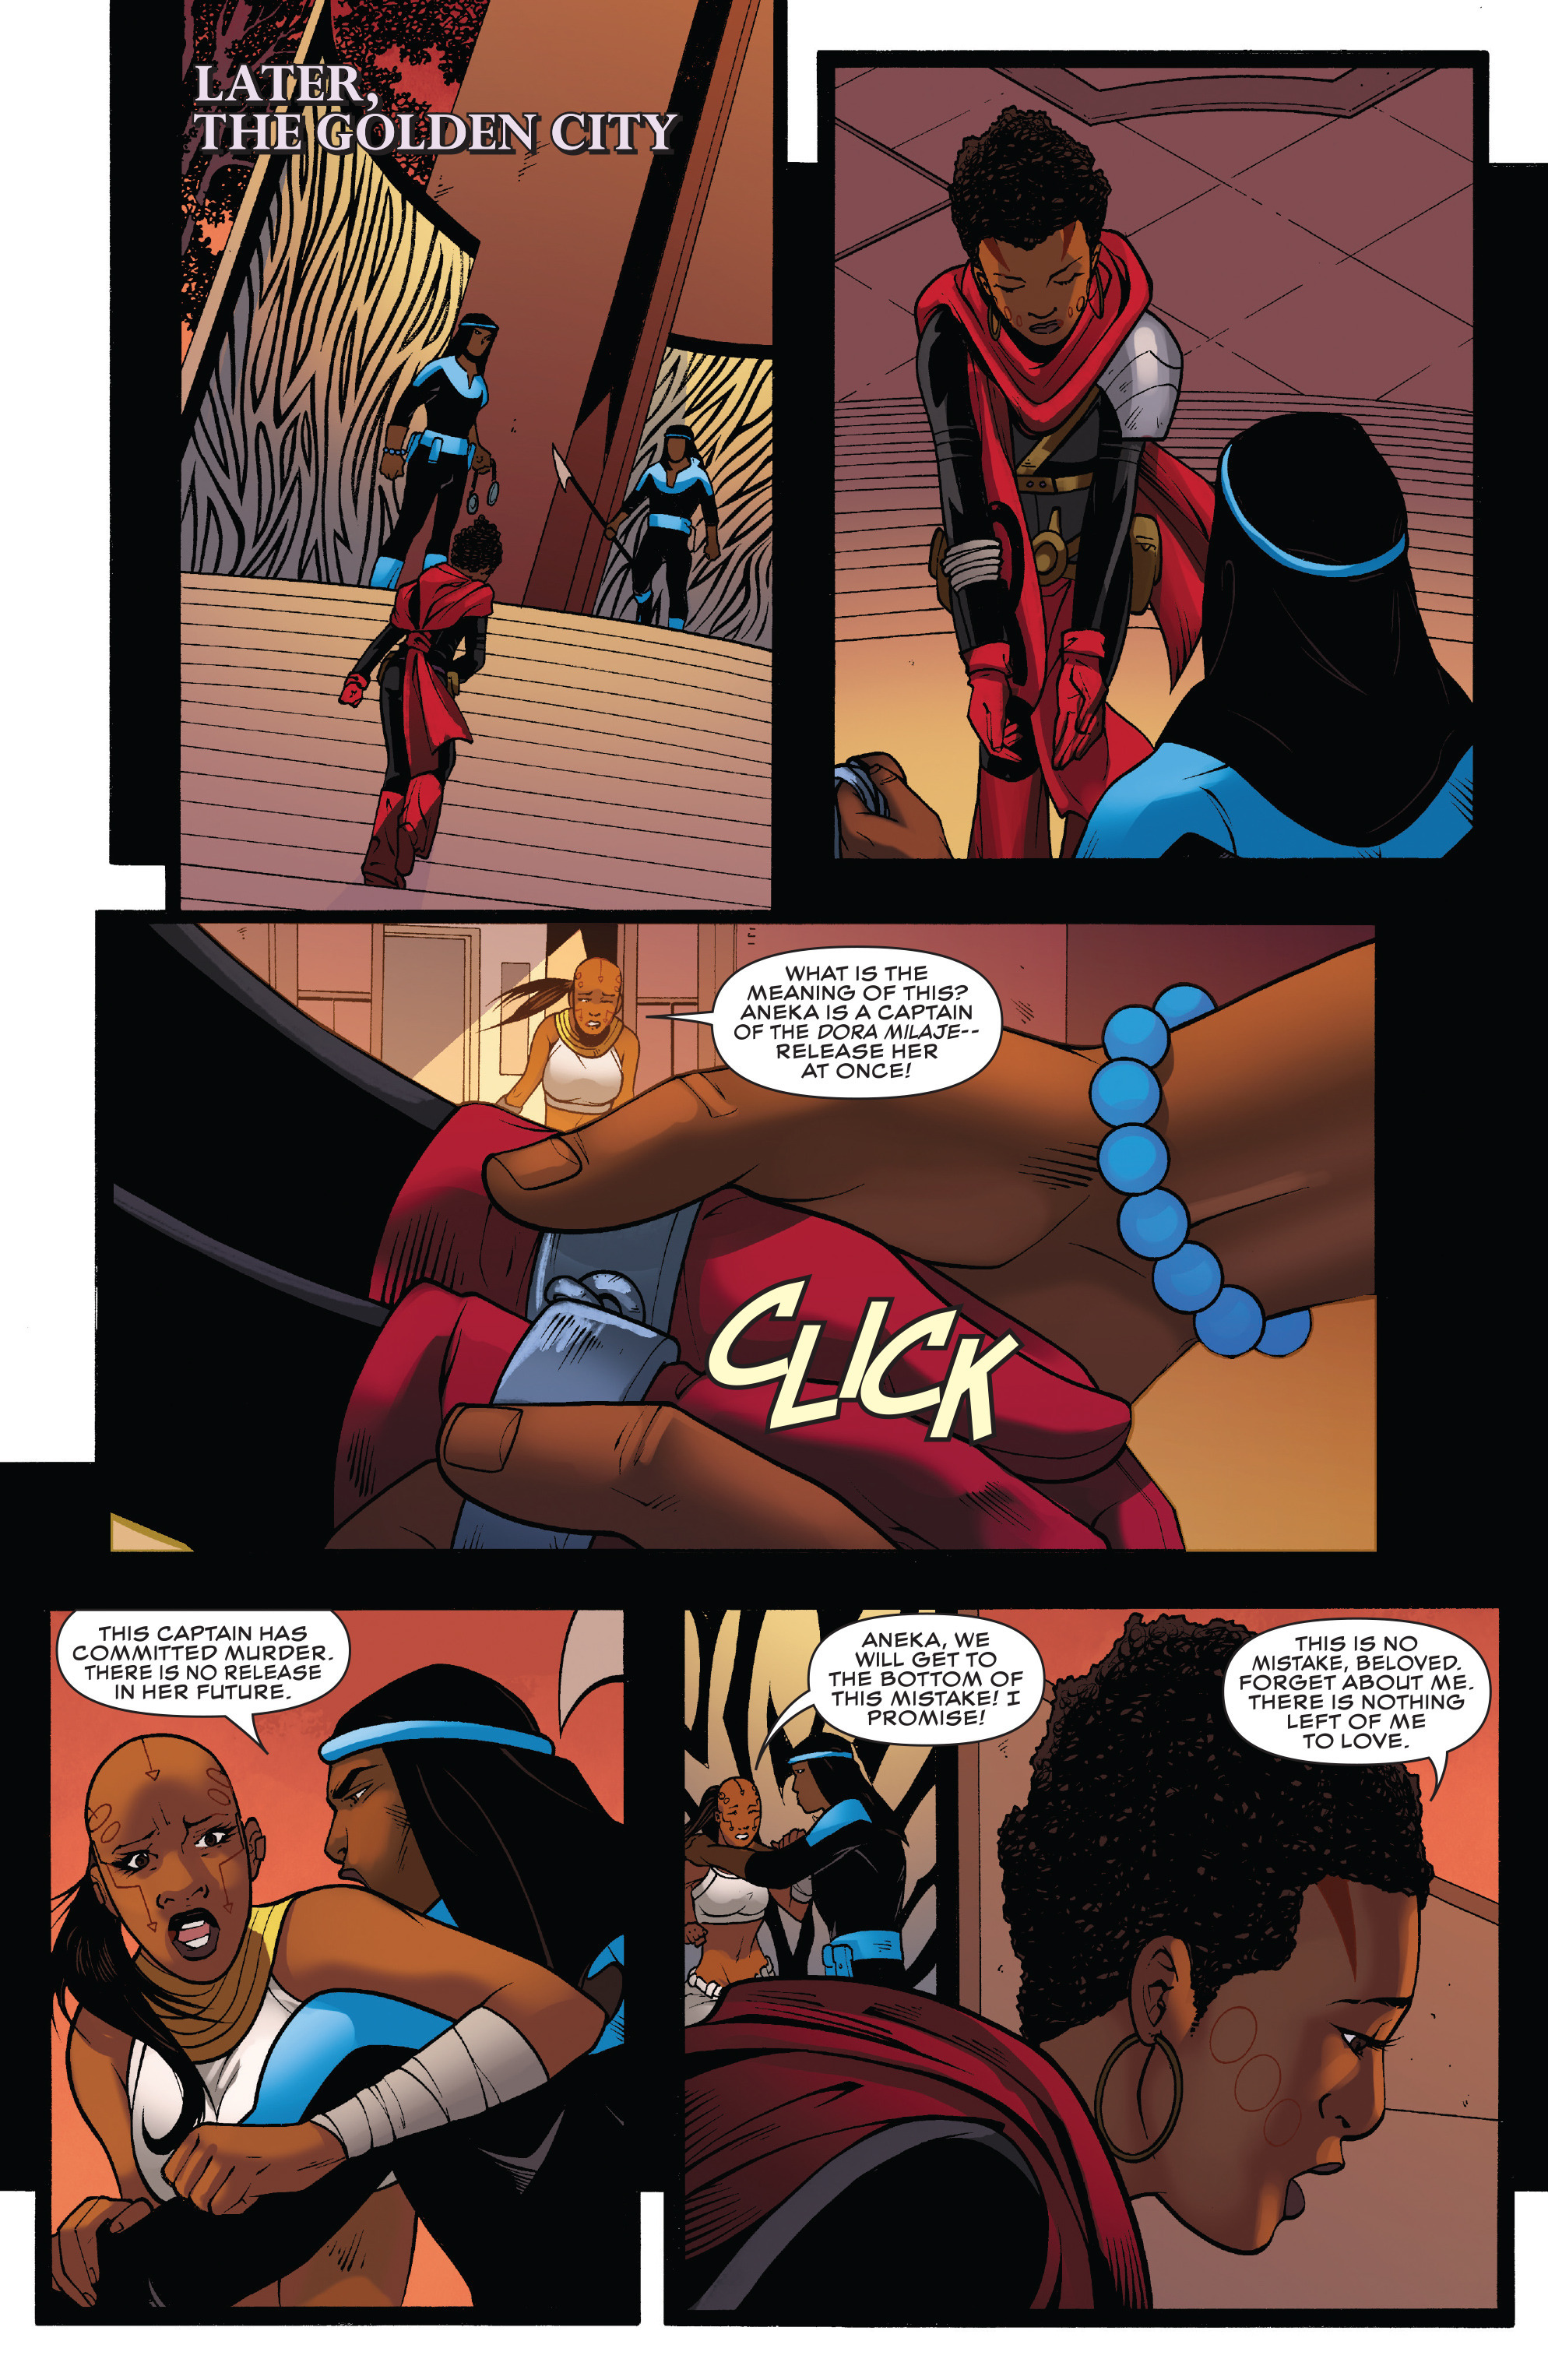 LATER,
THE GOLDEN CITY
WHAT IS THE
MEANING OF THIS?
ANEKA IS A CAPTAIN
OF THE DORA MILAJE--
RELEASE HER
AT ONCE!
CLICK
THIS CAPTAIN HAS
COMMITTED MURDER.
THERE IS NO RELEASE
IN HER FUTURE.
ANEKA, WE
WILL GET TO
THE BOTTOM OF
THIS MISTAKE! I
PROMISE!
THIS IS NO
MISTAKE, BELOVED.
FORGET ABOUT ME.
THERE IS NOTHING
LEFT OF ME
TO LOVE.